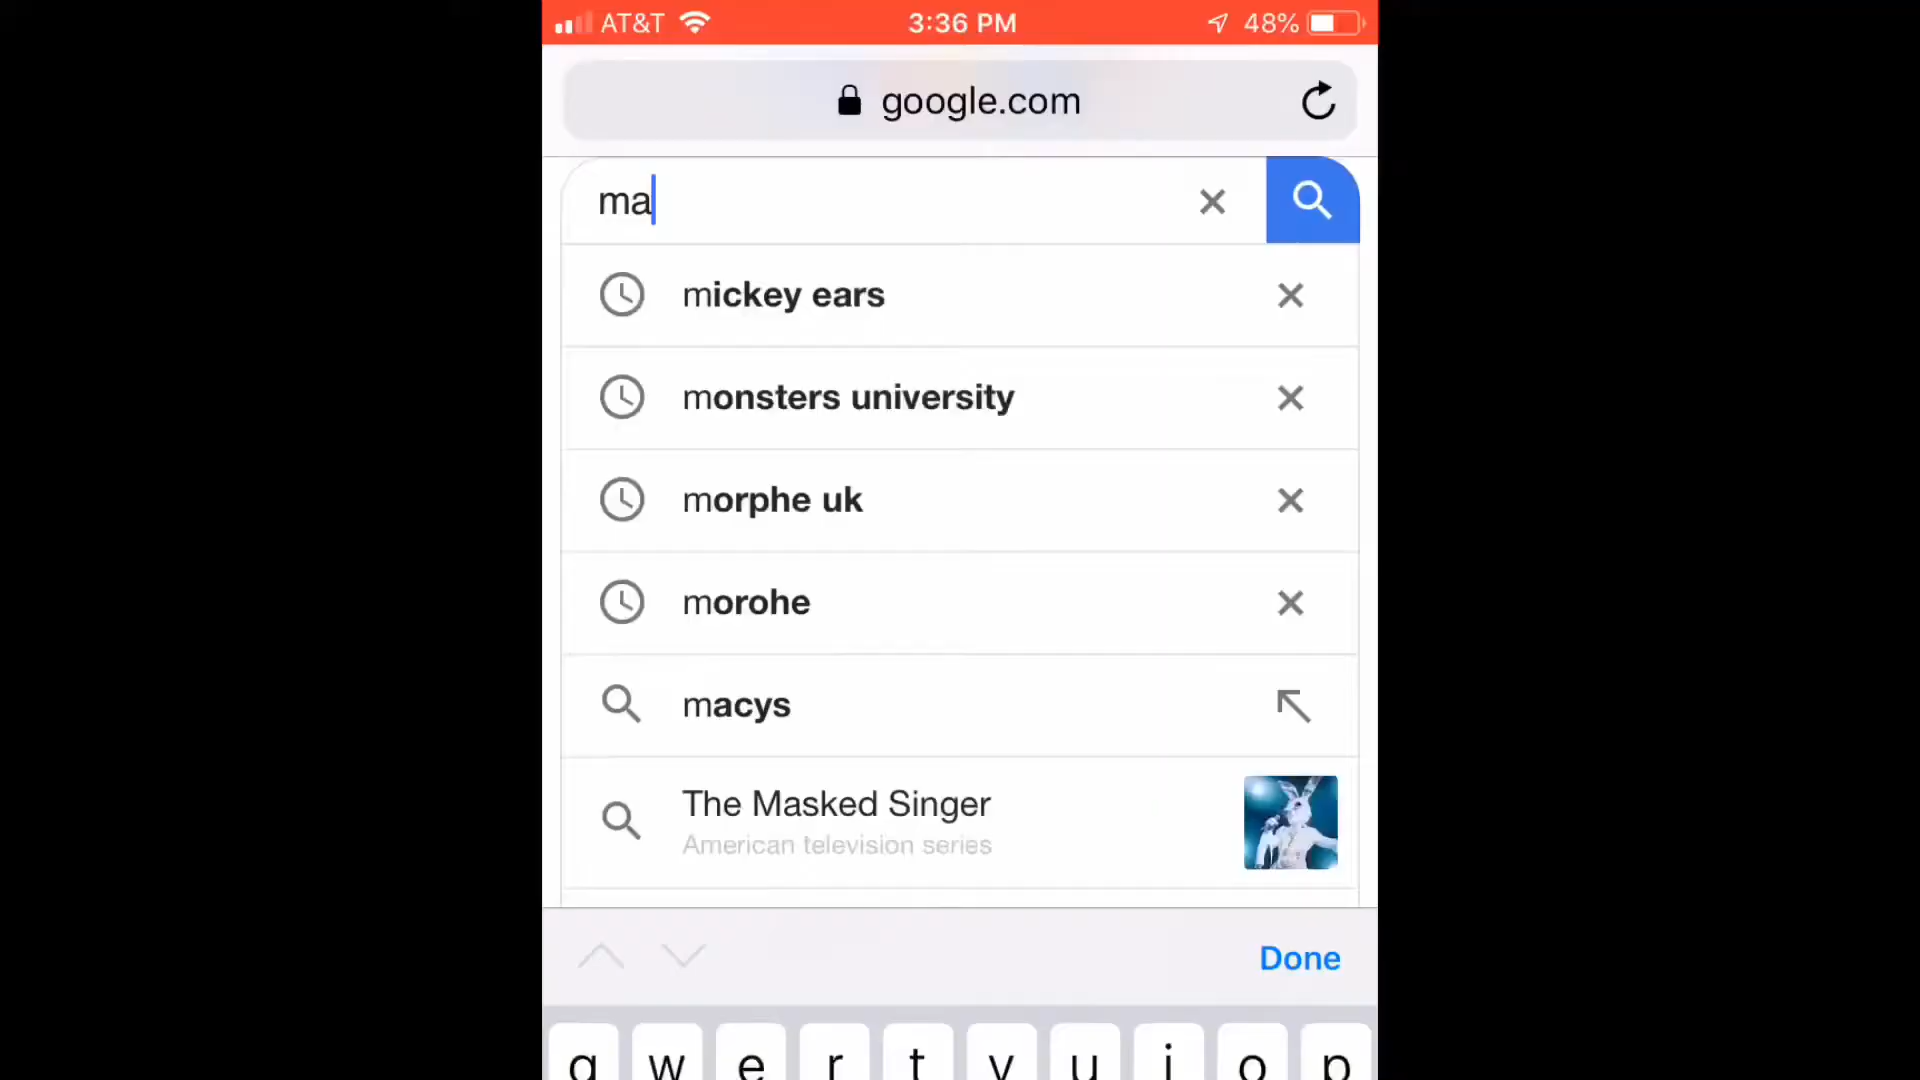 AT&T 3:36 PM 48%
google.com
ma
mickey ears
monsters university
morphe uk
morohe
macys
The Masked Singer
American television series
Done
q w e r t y u i o p